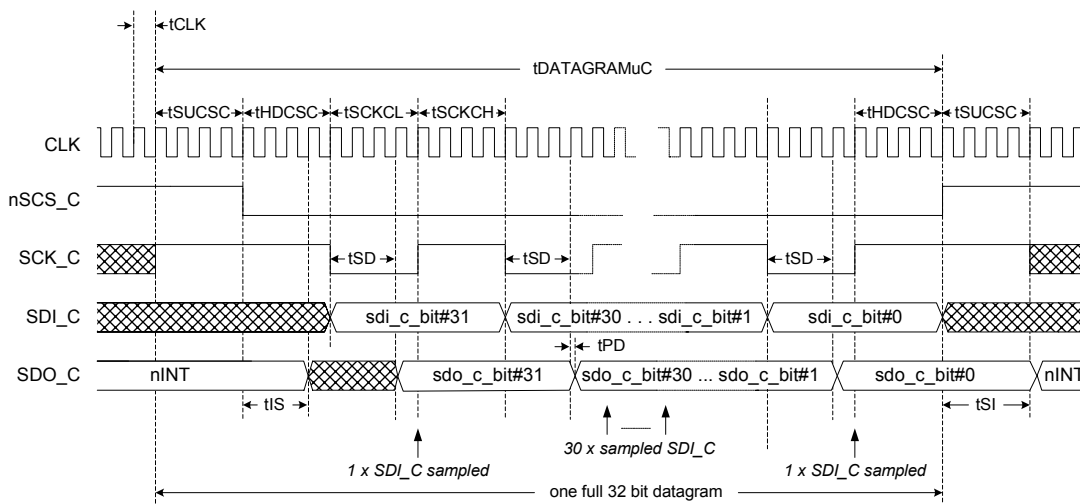 tCLK
tDATAGRAMuC
tSUCSC tHDCSC tSCKCL tSCKCH tHDCSC tSUCSC
CLK
nSCS_C
SCK_C tSD tSD tSD
SDI_C sdi_c_bit#31 sdi_c_bit#30 . . . sdi_c_bit#1 sdi_c_bit#0
tPD
SDO_C nINT sdo_c_bit#31 sdo_c_bit#30 ... sdo_c_bit#1 sdo_c_bit#0 nINT
tIS tSI
30 x sampled SDI_C
1 x SDI_C sampled 1 x SDI_C sampled
one full 32 bit datagram